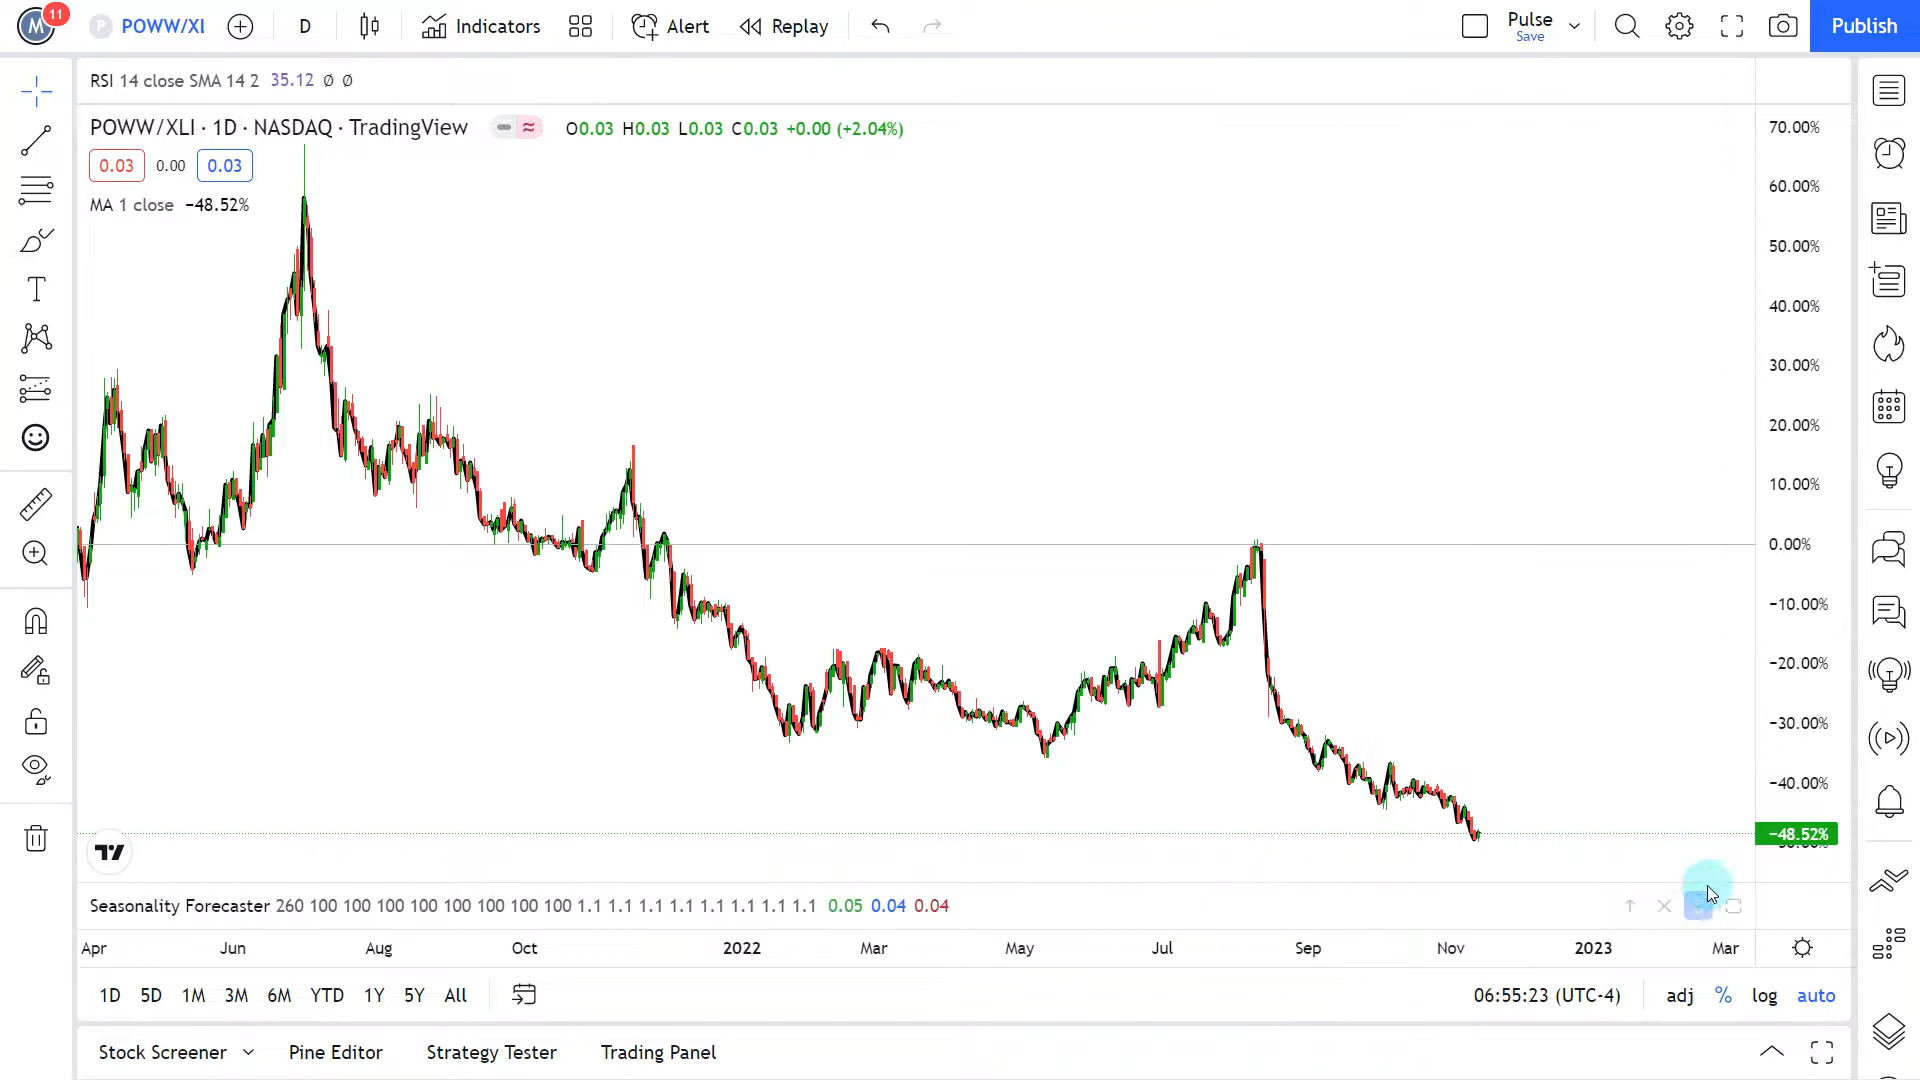 M 11 P POWW/XI D Indicators Alert Replay Pulse Save Publish
RSI 14 close SMA 14 2 35.12 Ø Ø
POWW/XLI · 1D · NASDAQ · TradingView O0.03 H0.03 L0.03 C0.03 +0.00 (+2.04%)
0.03 0.00 0.03
MA 1 close −48.52%
70.00%
60.00%
50.00%
40.00%
30.00%
20.00%
10.00%
0.00%
−10.00%
−20.00%
−30.00%
−40.00%
−48.52%
Seasonality Forecaster 260 100 100 100 100 100 100 100 100 1.1 1.1 1.1 1.1 1.1 1.1 1.1 1.1 0.05 0.04 0.04
Apr Jun Aug Oct 2022 Mar May Jul Sep Nov 2023 Mar
1D 5D 1M 3M 6M YTD 1Y 5Y All 06:55:23 (UTC-4) adj % log auto
Stock Screener Pine Editor Strategy Tester Trading Panel